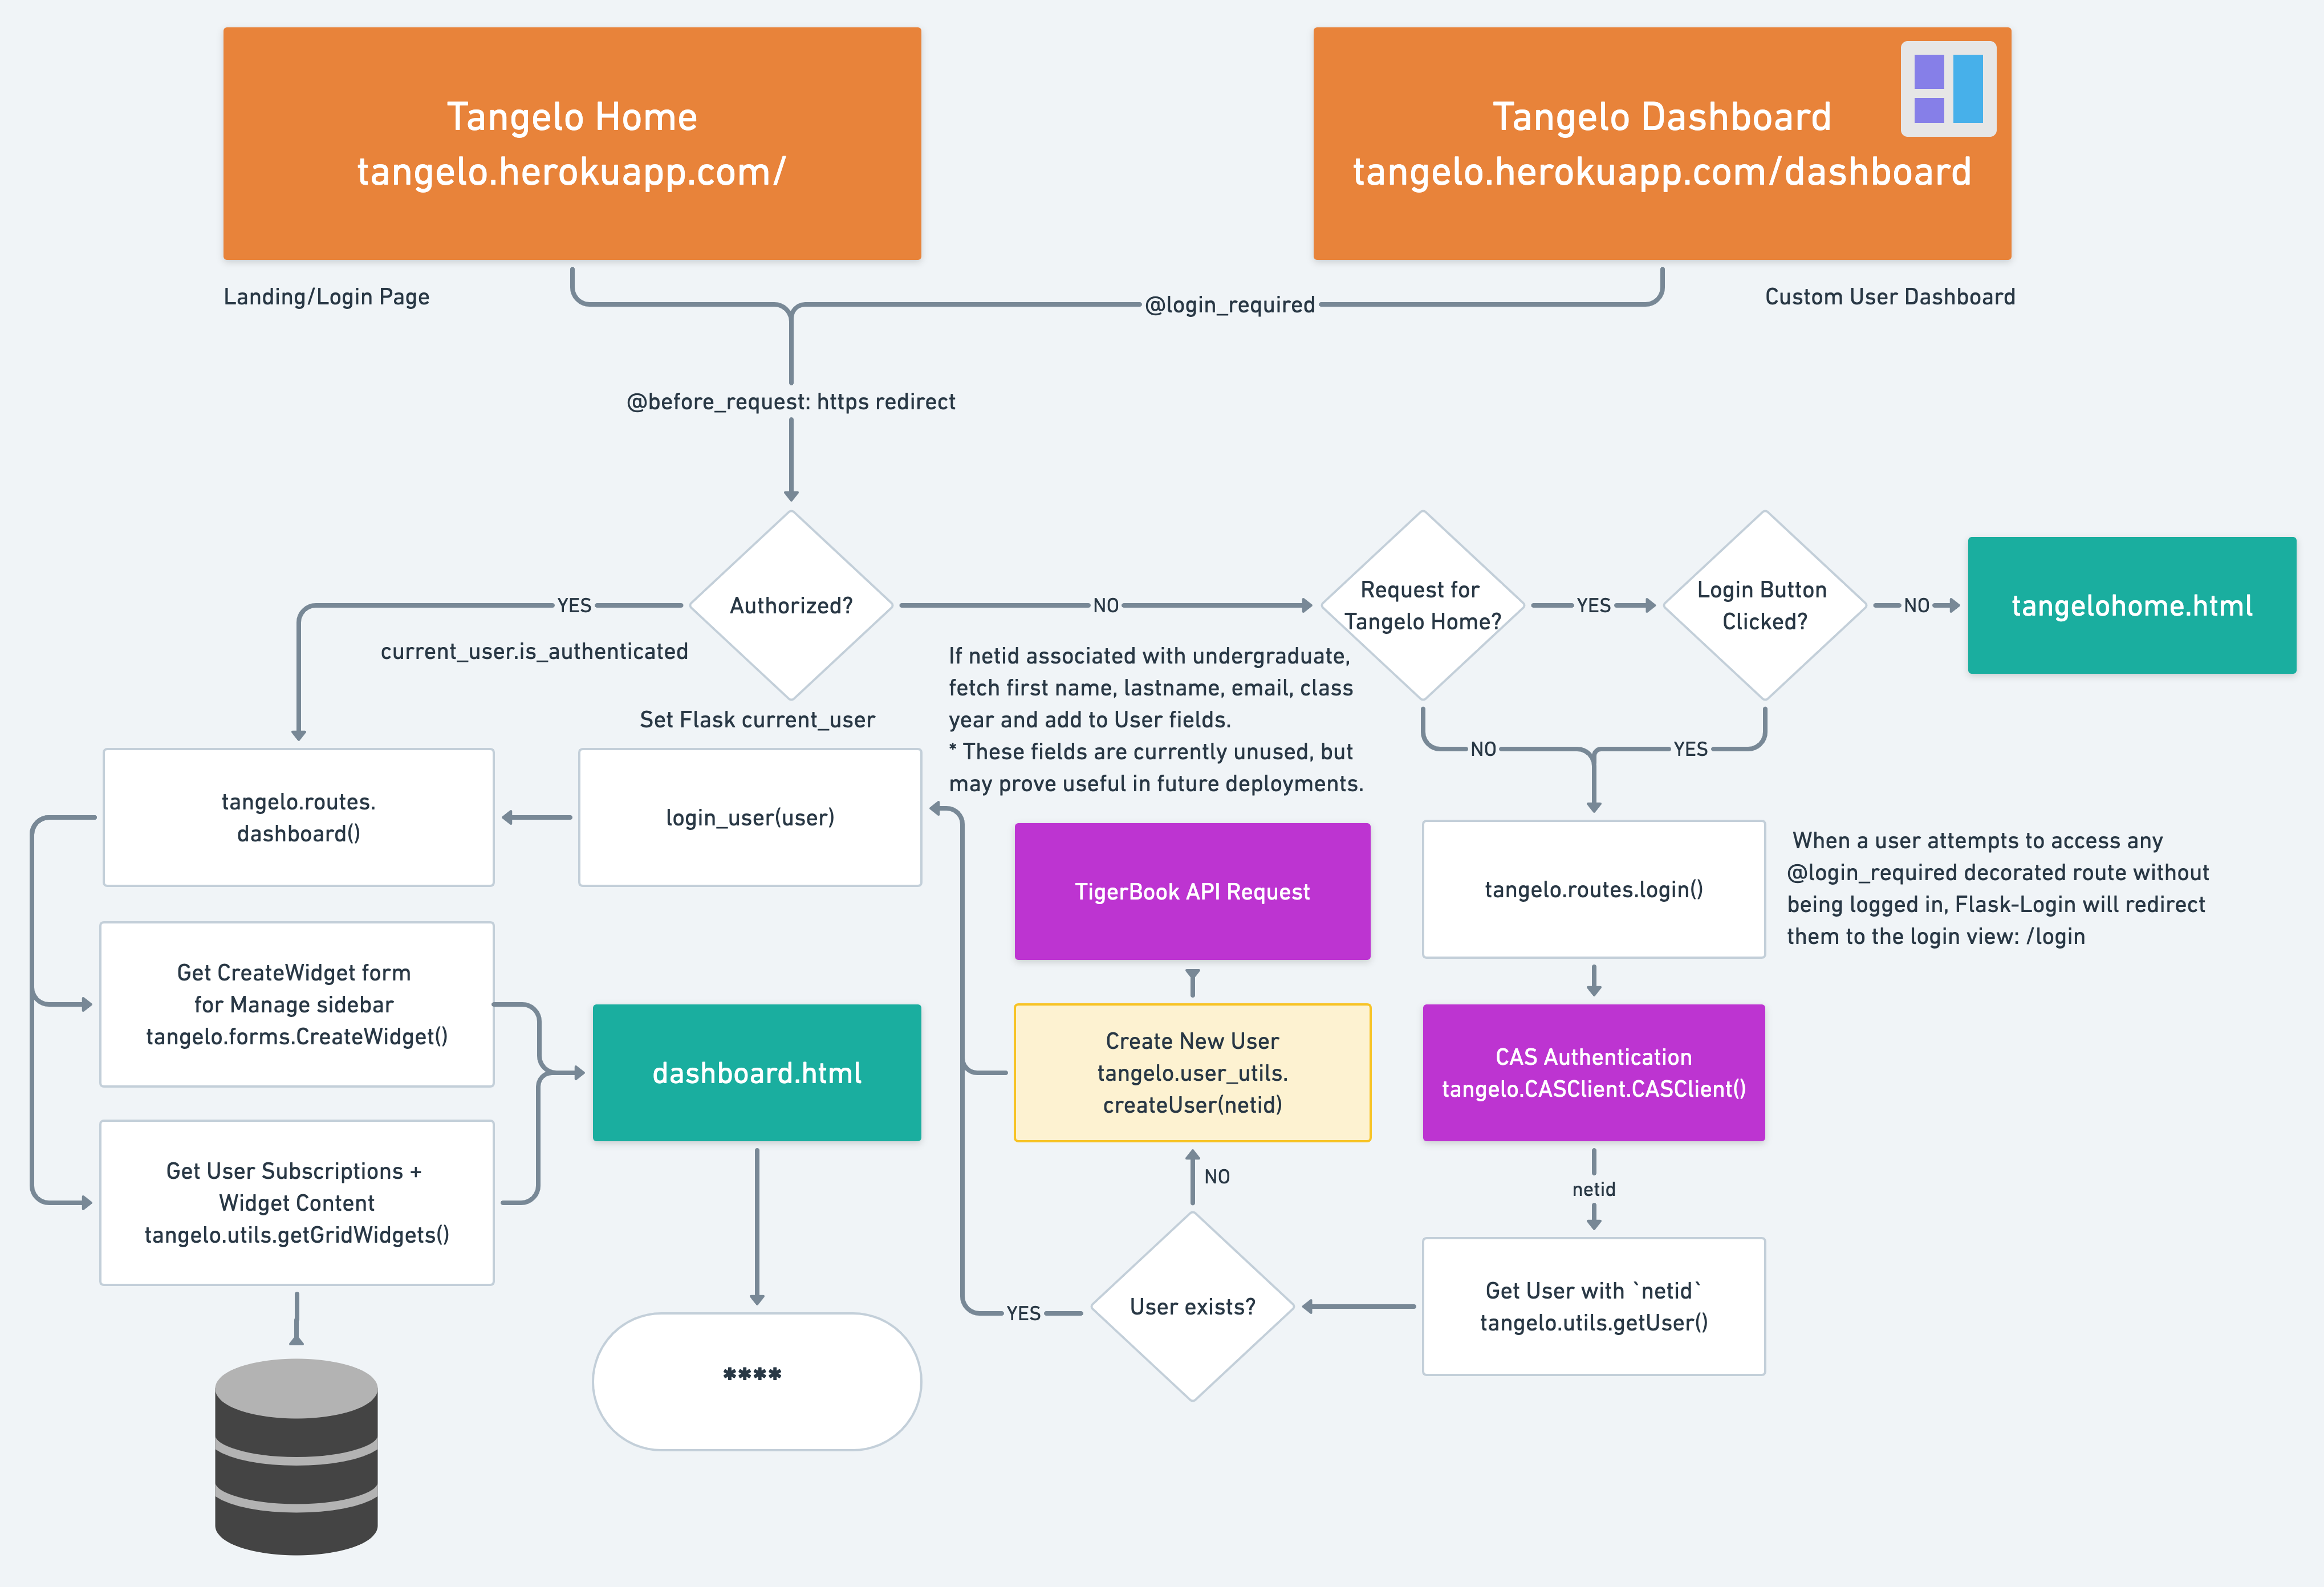 Tangelo Home
tangelo.herokuapp.com/
Tangelo Dashboard
tangelo.herokuapp.com/dashboard
Landing/Login Page
@login_required
Custom User Dashboard
@before_request: https redirect
Authorized?
YES
current_user.is_authenticated
NO
Request for
Tangelo Home?
YES
Login Button
Clicked?
NO
tangelohome.html
If netid associated with undergraduate,
fetch first name, lastname, email, class
year and add to User fields.
* These fields are currently unused, but
may prove useful in future deployments.
NO
YES
Set Flask current_user
tangelo.routes.
dashboard()
login_user(user)
TigerBook API Request
tangelo.routes.login()
 When a user attempts to access any
@login_required decorated route without
being logged in, Flask-Login will redirect
them to the login view: /login
Get CreateWidget form
for Manage sidebar
tangelo.forms.CreateWidget()
dashboard.html
Create New User
tangelo.user_utils.
createUser(netid)
CAS Authentication
tangelo.CASClient.CASClient()
Get User Subscriptions +
Widget Content
tangelo.utils.getGridWidgets()
NO
netid
YES
User exists?
Get User with `netid`
tangelo.utils.getUser()
****